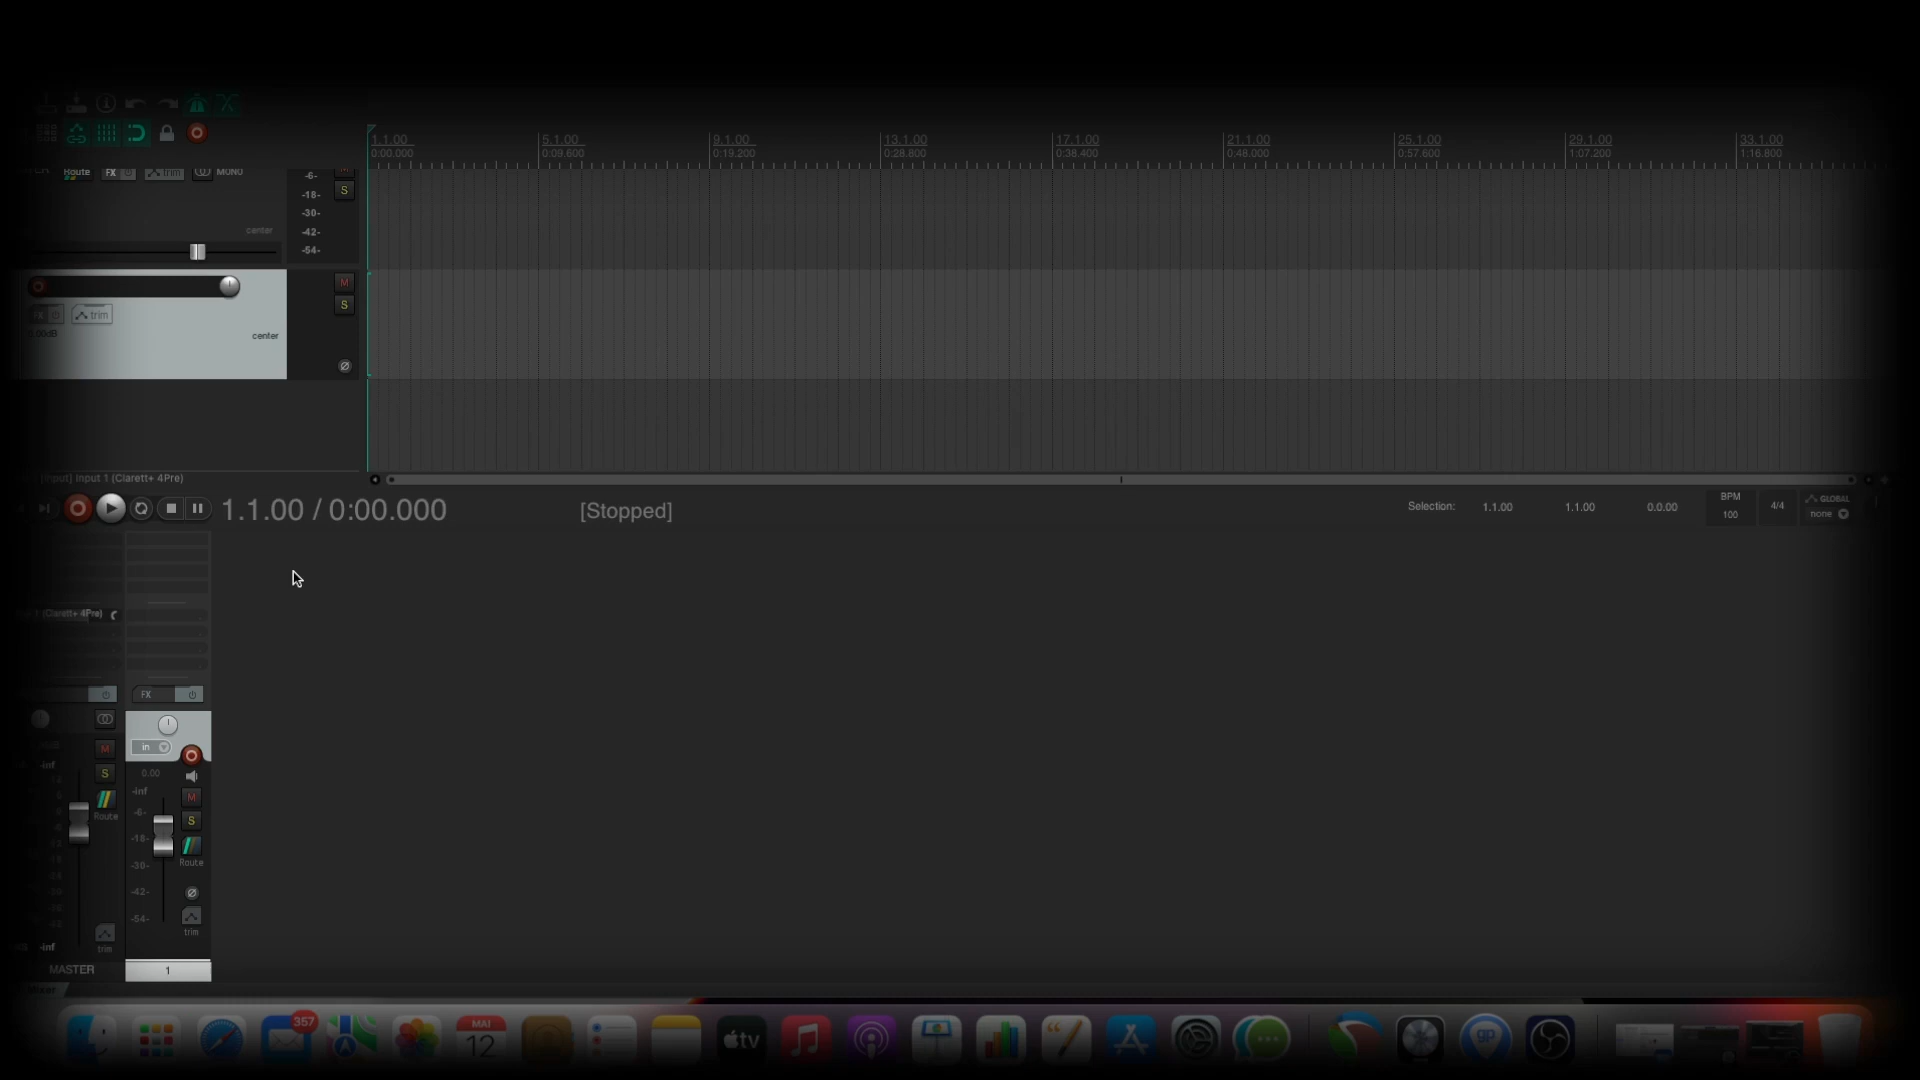 1.1.00 5.1.00 9.1.00 13.1.00 17.1.00 21.1.00 25.1.00 29.1.00 33.1.00
0:00.000 0:09.600 0:19.200 0:28.800 0:38.400 0:48.000 0:57.600 1:07.200 1:16.800
Route FX trim MONO
-6-
S
-18-
-30-
center
-42-
-54-
M
S
FX trim
center
Input 1 (Clarett+ 4Pre)
1.1.00 / 0:00.000 [Stopped] Selection: 1.1.00 1.1.00 0.0.00
BPM
100
4/4
GLOBAL
none
(Clarett+ 4Pre)
FX
in
M
-inf
S
0.00
-inf
M
-6-
S
Route
-18-
Route
-30-
-42-
-54-
trim
-inf
trim
MASTER 1
Mixer
357
MAI
12
tv
gp